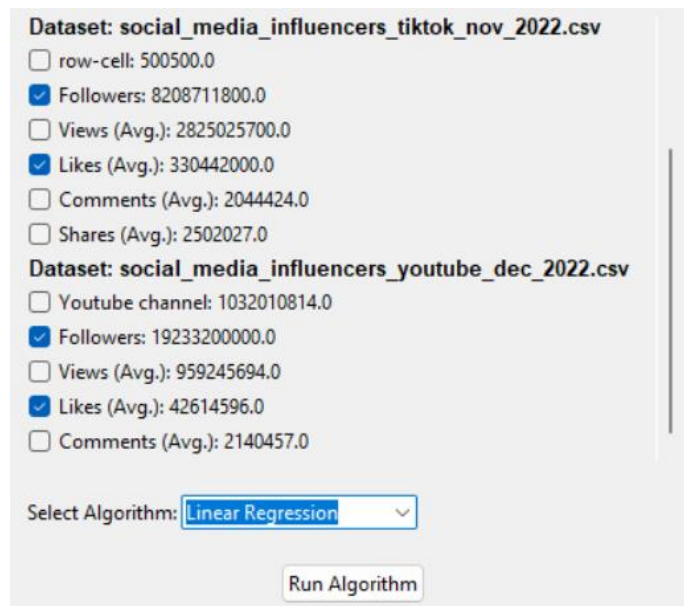 Dataset: social_media_influencers_tiktok_nov_2022.csv
row-cell: 500500.0
Followers: 8208711800.0
Views (Avg.): 2825025700.0
Likes (Avg.): 330442000.0
Comments (Avg.): 2044424.0
Shares (Avg.): 2502027.0
Dataset: social_media_influencers_youtube_dec_2022.csv
Youtube channel: 1032010814.0
Followers: 19233200000.0
Views (Avg.): 959245694.0
Likes (Avg.): 42614596.0
Comments (Avg.): 2140457.0
Select Algorithm: Linear Regression
Run Algorithm